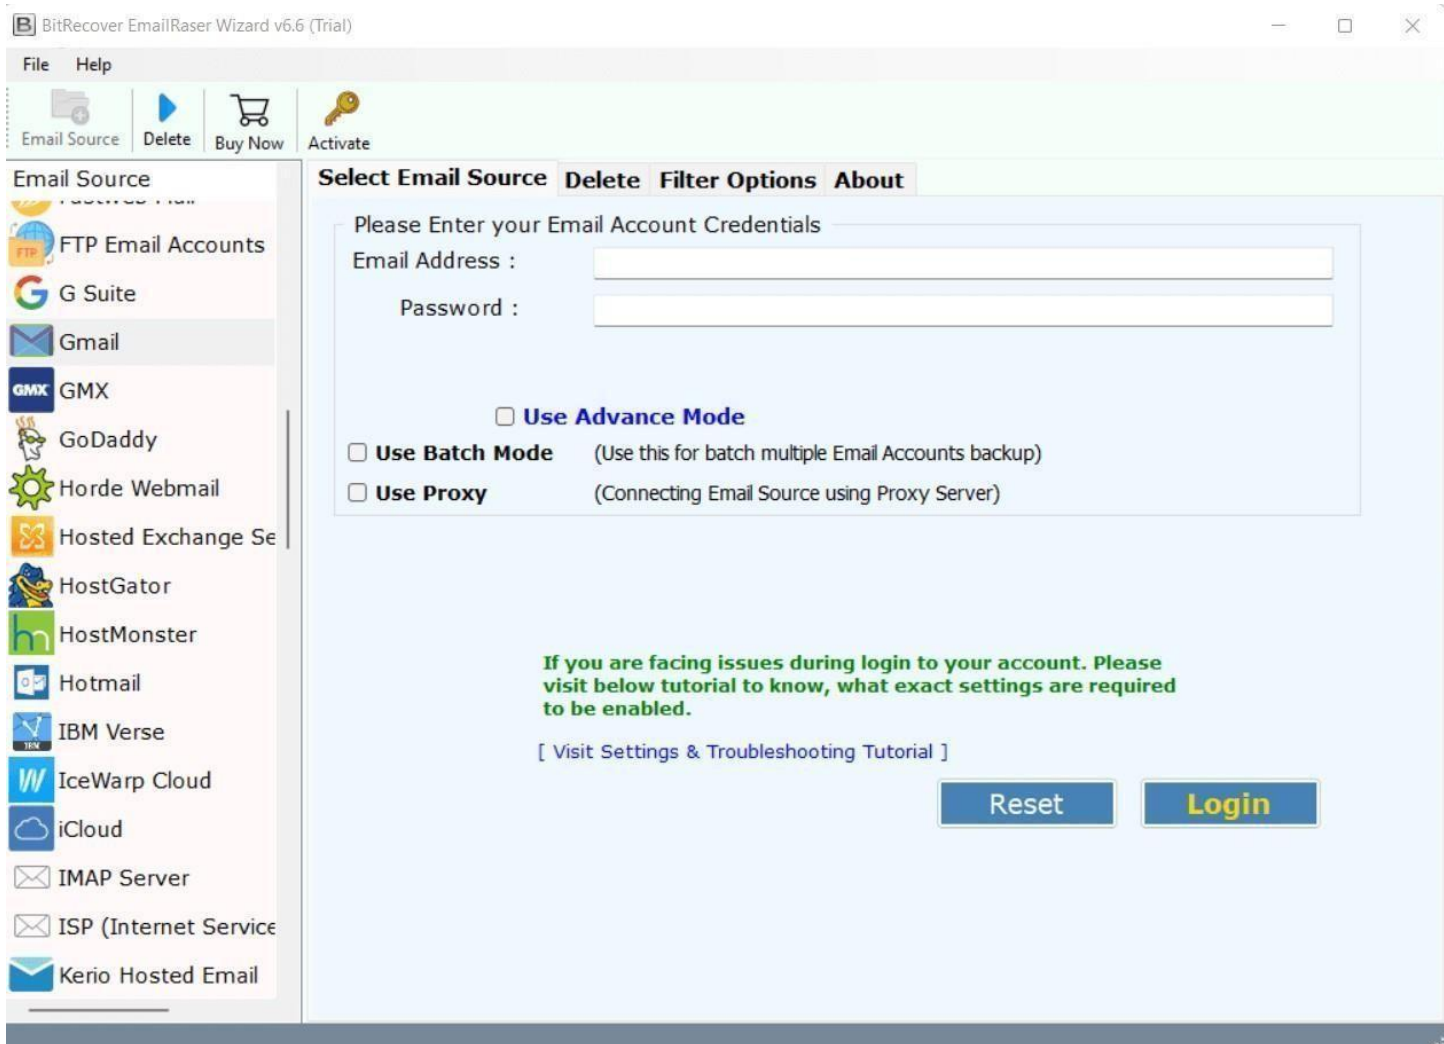 BitRecover EmailRaser Wizard v6.6 (Trial)
File Help
Email Source Delete Buy Now Activate
Email Source
FTP Email Accounts
G Suite
Gmail
GMX GMX
GoDaddy
Horde Webmail
Hosted Exchange Se
HostGator
HostMonster
Hotmail
IBM Verse
IceWarp Cloud
iCloud
IMAP Server
ISP (Internet Service
Kerio Hosted Email
Select Email Source Delete Filter Options About
Please Enter your Email Account Credentials
Email Address :
Password :
Use Advance Mode
Use Batch Mode (Use this for batch multiple Email Accounts backup)
Use Proxy (Connecting Email Source using Proxy Server)
If you are facing issues during login to your account. Please
visit below tutorial to know, what exact settings are required
to be enabled.
[ Visit Settings & Troubleshooting Tutorial ]
Reset Login